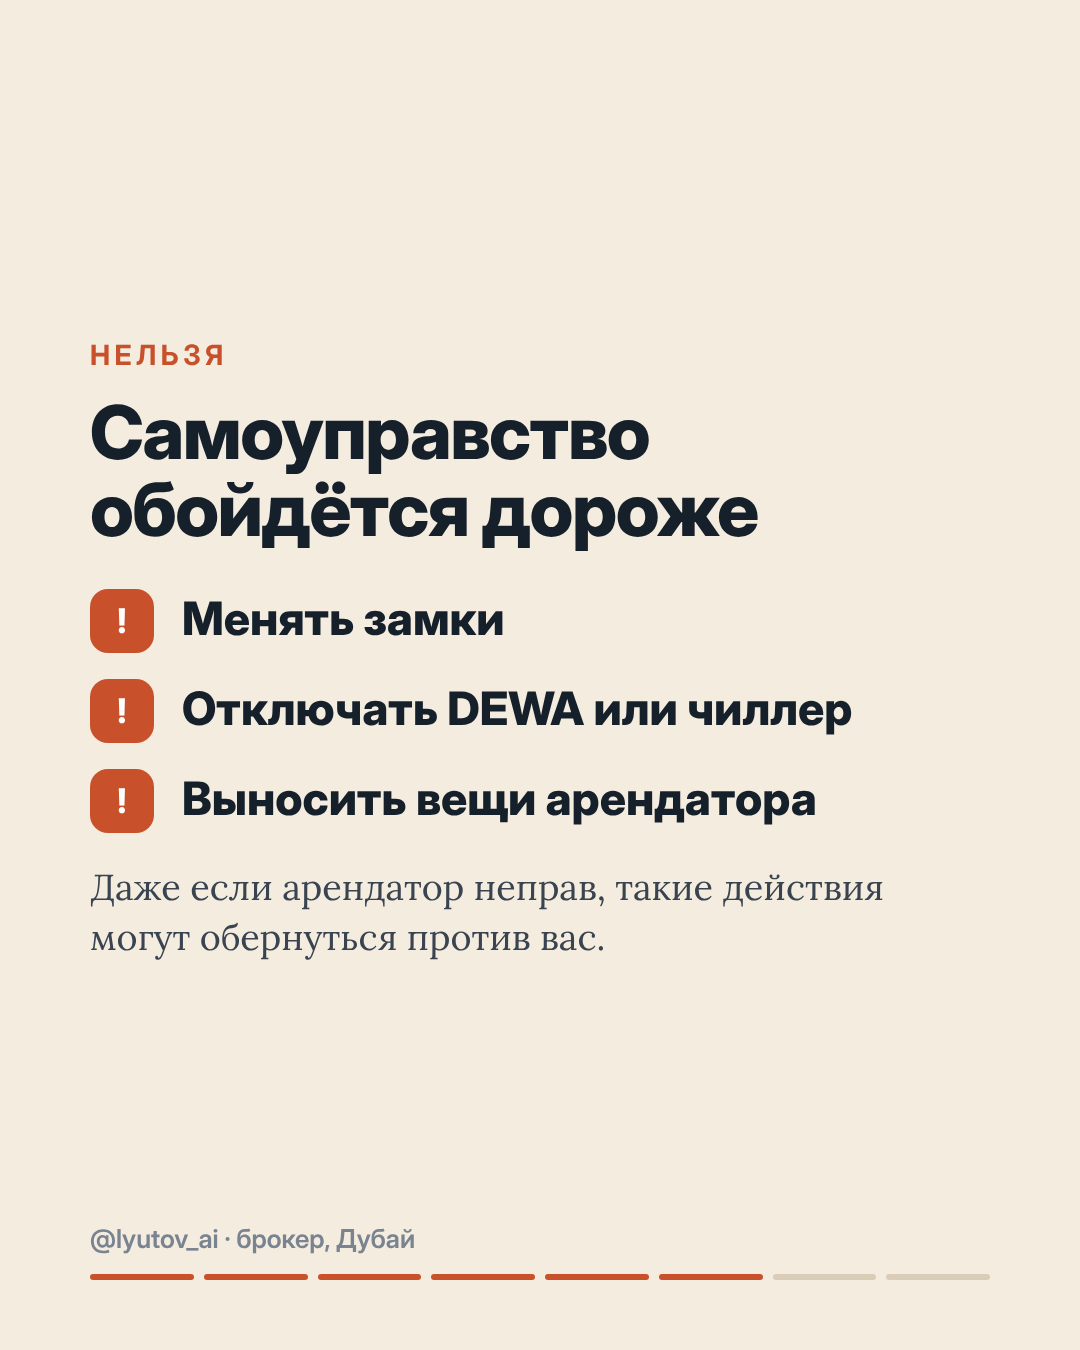 НЕЛЬЗЯ
Самоуправство
обойдётся дороже
! Менять замки
! Отключать DEWA или чиллер
! Выносить вещи арендатора
Даже если арендатор неправ, такие действия
могут обернуться против вас.
@lyutov_ai · брокер, Дубай